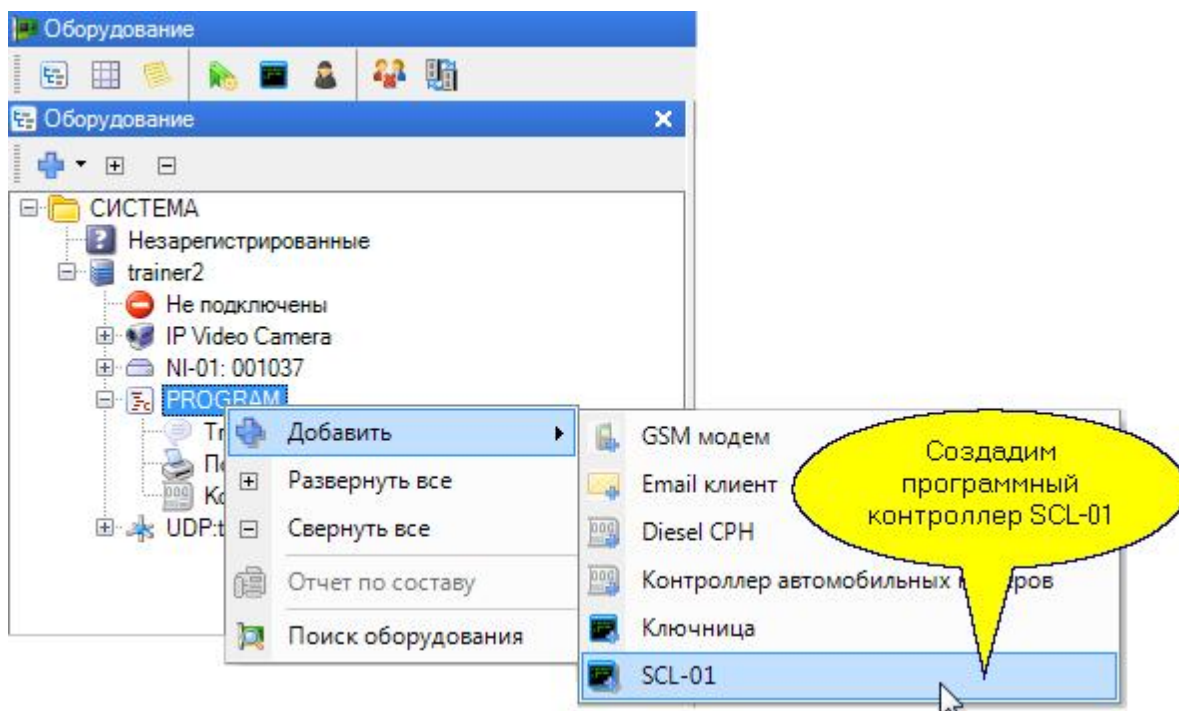 Оборудование
Оборудование
СИСТЕМА
Незарегистрированные
trainer2
Не подключены
IP Video Camera
NI-01: 001037
PROGRAM
UDP:t
Добавить
Развернуть все
Свернуть все
Отчет по составу
Поиск оборудования
GSM модем
Email клиент
Diesel CPH
Контроллер автомобильных
Ключница
SCL-01
Создадим
программный
контроллер SCL-01